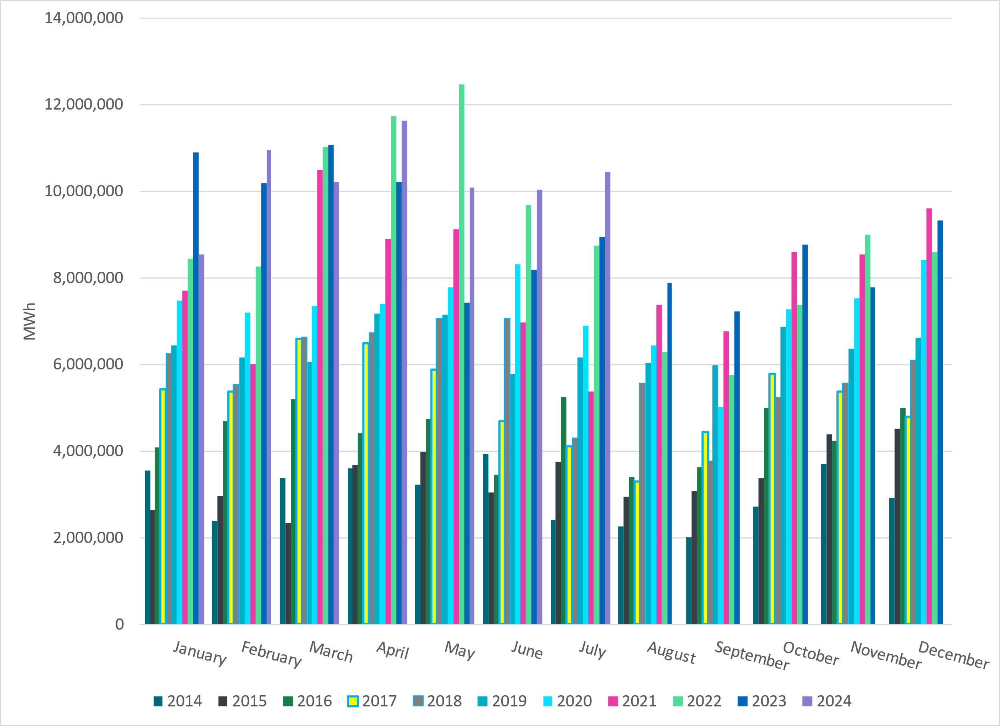 14,000,000
12,000,000
10,000,000
8,000,000
6,000,000
4,000,000
2,000,000
0
MWh
January February March April May June July August September October November December
2014 2015 2016 2017 2018 2019 2020 2021 2022 2023 2024